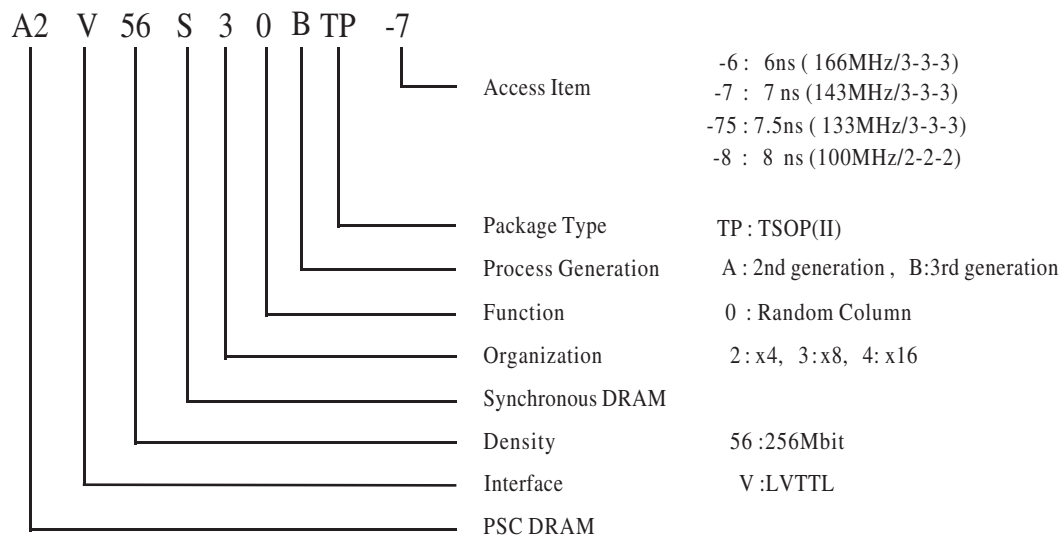 A2 V 56 S 3 0 B TP -7
Access Item
-6 : 6ns ( 166MHz/3-3-3)
-7 : 7 ns (143MHz/3-3-3)
-75 : 7.5ns ( 133MHz/3-3-3)
-8 : 8 ns (100MHz/2-2-2)
Package Type TP : TSOP(II)
Process Generation A : 2nd generation , B:3rd generation
Function 0 : Random Column
Organization 2 : x4, 3 : x8, 4: x16
Synchronous DRAM
Density 56 :256Mbit
Interface V :LVTTL
PSC DRAM